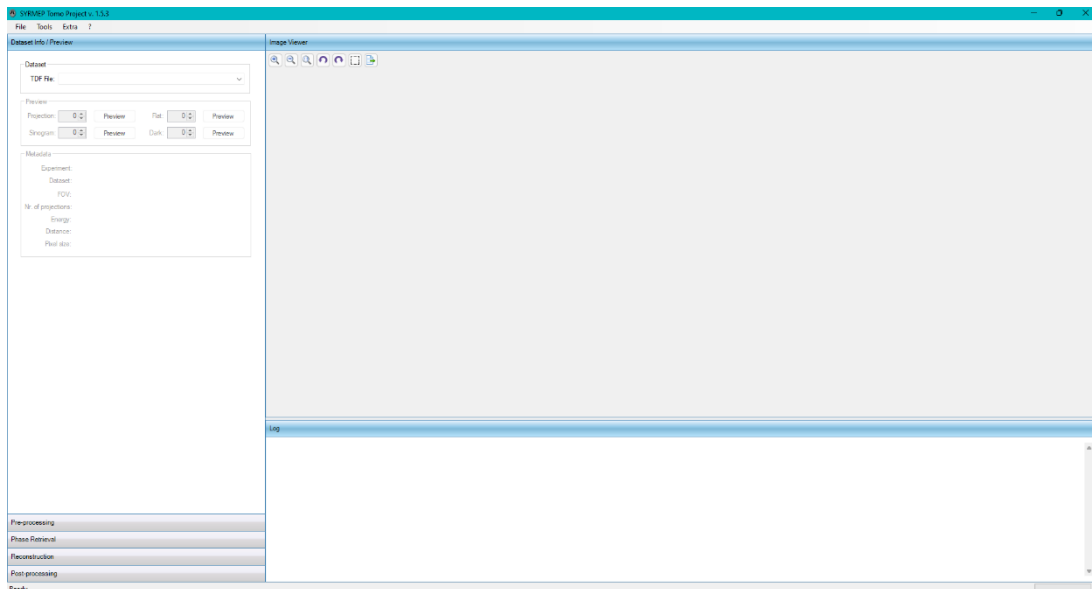 SYRMEP Tomo Project v. 1.5.3
File Tools Extra ?
Dataset Info / Preview
Dataset
TDF File:
Preview
Projection: 0 Preview Flat: 0 Preview
Sinogram: 0 Preview Dark: 0 Preview
Metadata
Experiment:
Dataset:
FOV:
Nr. of projections:
Energy:
Distance:
Pixel size:
Pre-processing
Phase Retrieval
Reconstruction
Post-processing
Ready
Image Viewer
Log